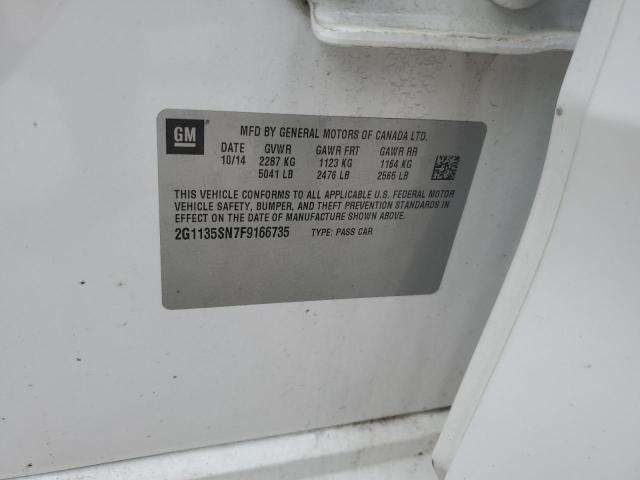 GM
MFD BY GENERAL MOTORS OF CANADA LTD.
DATE GVWR GAWR FRT GAWR RR
10/14 2287 KG 1123 KG 1164 KG
5041 LB 2476 LB 2565 LB
THIS VEHICLE CONFORMS TO ALL APPLICABLE U.S. FEDERAL MOTOR
VEHICLE SAFETY, BUMPER, AND THEFT PREVENTION STANDARDS IN
EFFECT ON THE DATE OF MANUFACTURE SHOWN ABOVE.
2G1135SN7F9166735 TYPE: PASS CAR